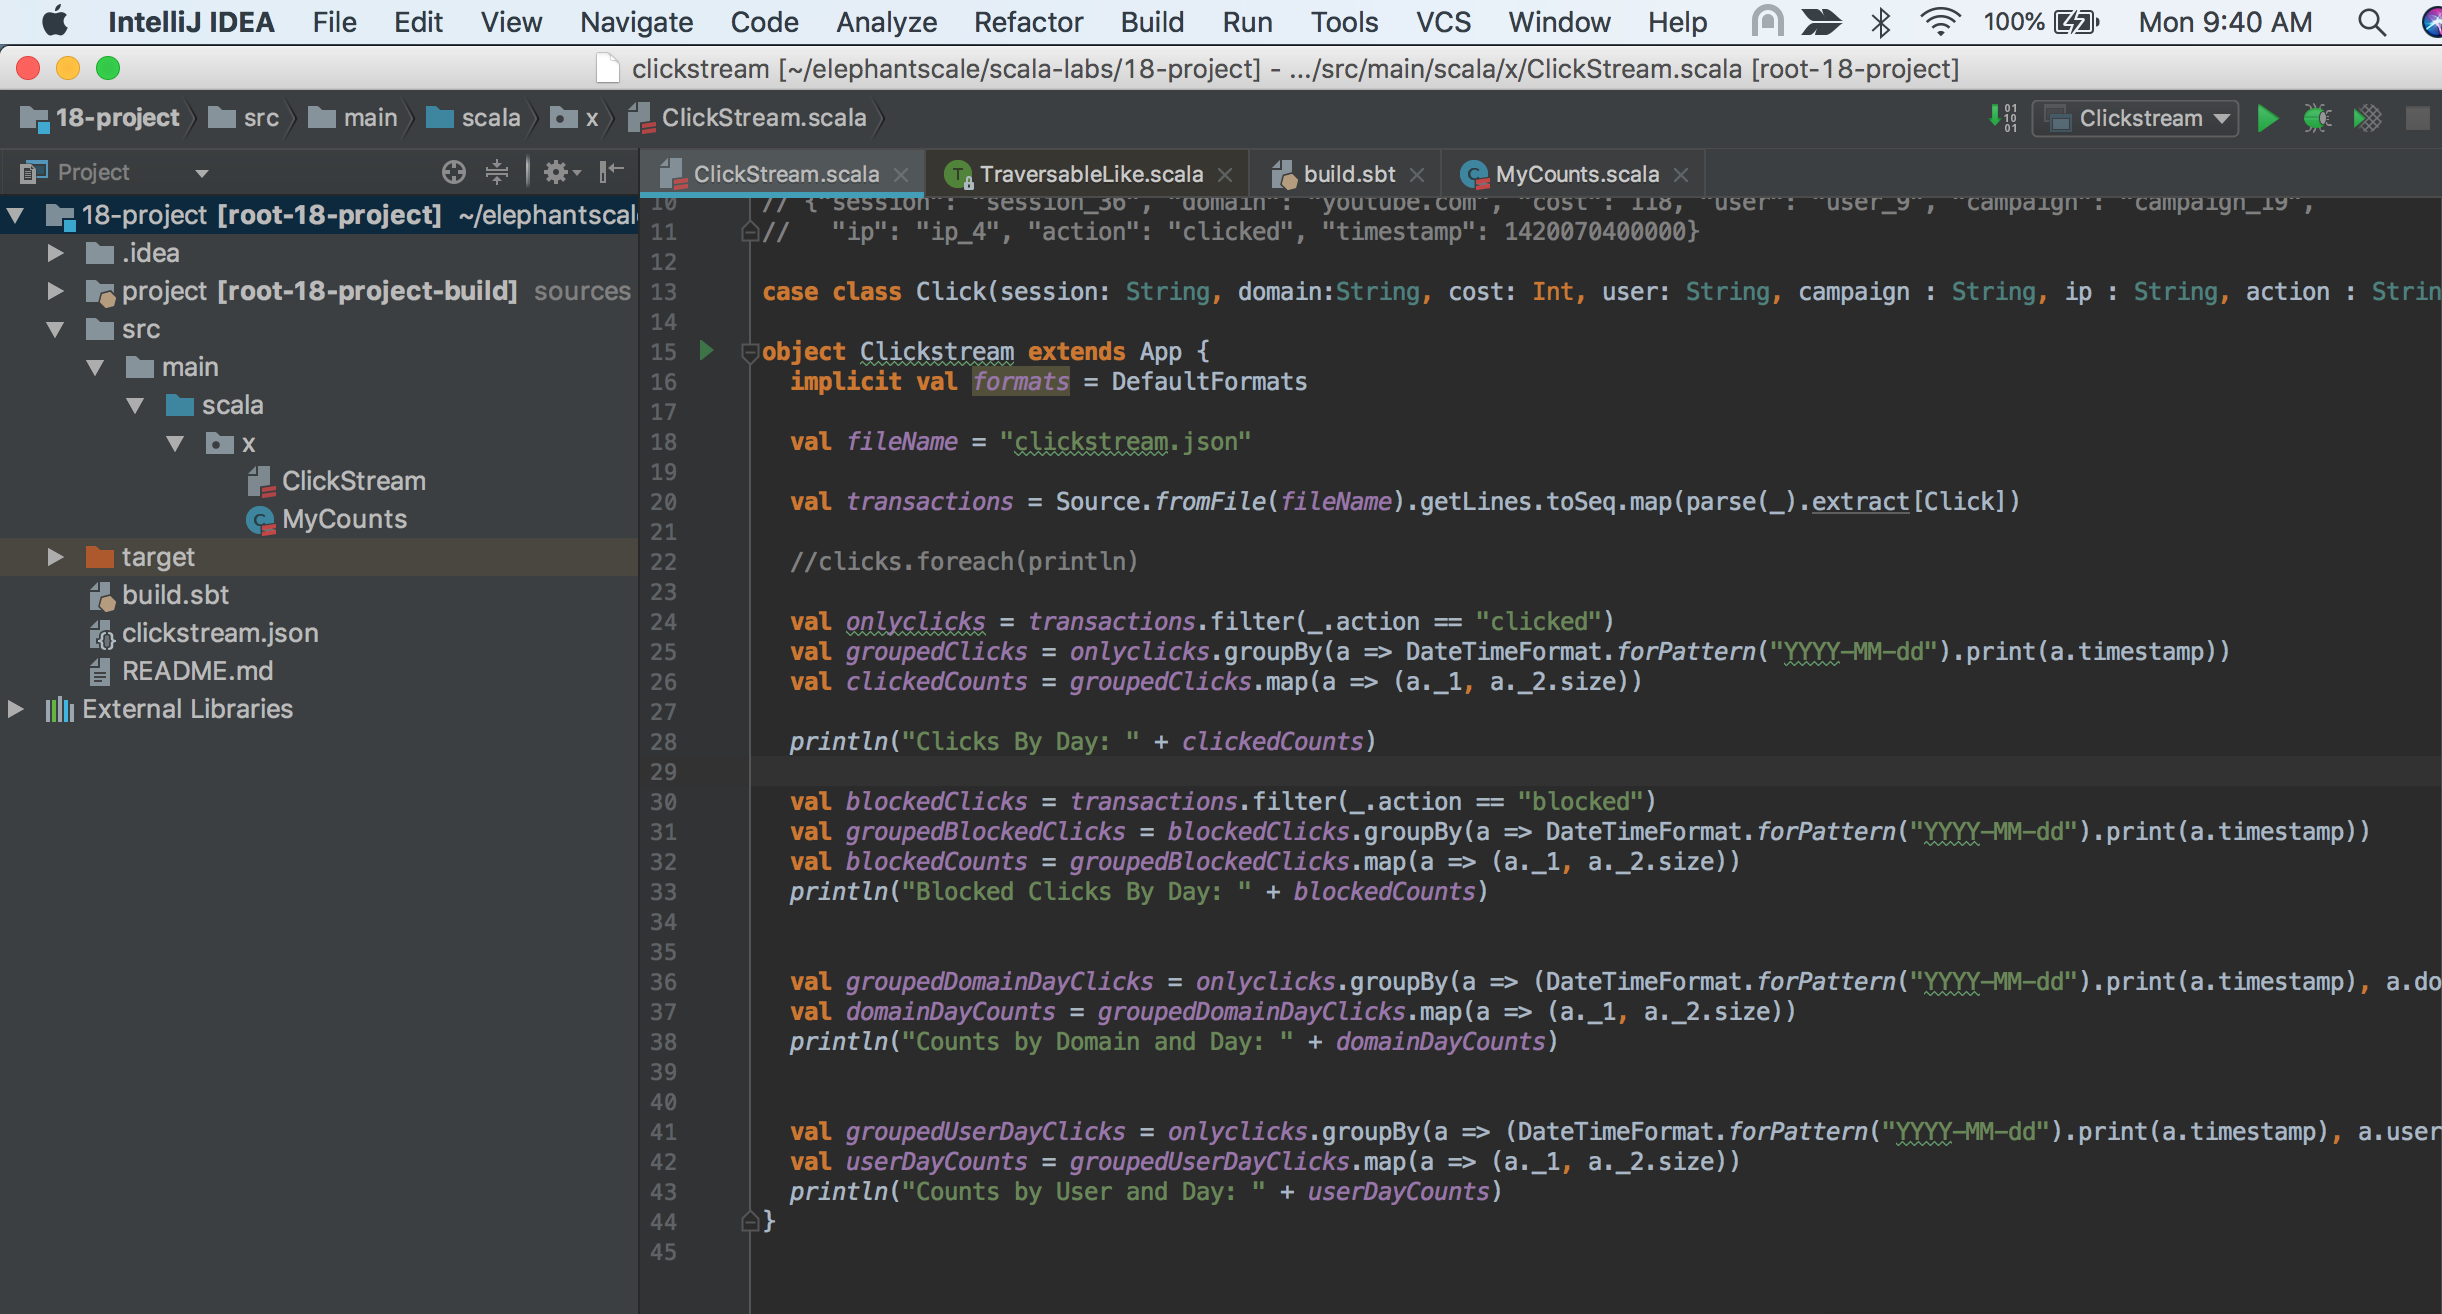 IntelliJ IDEA File Edit View Navigate Code Analyze Refactor Build Run Tools VCS Window Help 100% Mon 9:40 AM
clickstream [~/elephantscale/scala-labs/18-project] - .../src/main/scala/x/ClickStream.scala [root-18-project]
18-project src main scala x ClickStream.scala Clickstream
Project
ClickStream.scala TraversableLike.scala build.sbt MyCounts.scala
18-project [root-18-project] ~/elephantscal
.idea
project [root-18-project-build] sources
src
main
scala
x
ClickStream
MyCounts
target
build.sbt
clickstream.json
README.md
External Libraries
10 // {"session": "session_36", "domain": "youtube.com", "cost": 118, "user": "user_9", "campaign": "campaign_19",
11 //   "ip": "ip_4", "action": "clicked", "timestamp": 1420070400000}
12
13 case class Click(session: String, domain:String, cost: Int, user: String, campaign : String, ip : String, action : Strin
14
15 object Clickstream extends App {
16   implicit val formats = DefaultFormats
17
18   val fileName = "clickstream.json"
19
20   val transactions = Source.fromFile(fileName).getLines.toSeq.map(parse(_).extract[Click])
21
22   //clicks.foreach(println)
23
24   val onlyclicks = transactions.filter(_.action == "clicked")
25   val groupedClicks = onlyclicks.groupBy(a => DateTimeFormat.forPattern("YYYY-MM-dd").print(a.timestamp))
26   val clickedCounts = groupedClicks.map(a => (a._1, a._2.size))
27
28   println("Clicks By Day: " + clickedCounts)
29
30   val blockedClicks = transactions.filter(_.action == "blocked")
31   val groupedBlockedClicks = blockedClicks.groupBy(a => DateTimeFormat.forPattern("YYYY-MM-dd").print(a.timestamp))
32   val blockedCounts = groupedBlockedClicks.map(a => (a._1, a._2.size))
33   println("Blocked Clicks By Day: " + blockedCounts)
34
35
36   val groupedDomainDayClicks = onlyclicks.groupBy(a => (DateTimeFormat.forPattern("YYYY-MM-dd").print(a.timestamp), a.do
37   val domainDayCounts = groupedDomainDayClicks.map(a => (a._1, a._2.size))
38   println("Counts by Domain and Day: " + domainDayCounts)
39
40
41   val groupedUserDayClicks = onlyclicks.groupBy(a => (DateTimeFormat.forPattern("YYYY-MM-dd").print(a.timestamp), a.user
42   val userDayCounts = groupedUserDayClicks.map(a => (a._1, a._2.size))
43   println("Counts by User and Day: " + userDayCounts)
44 }
45